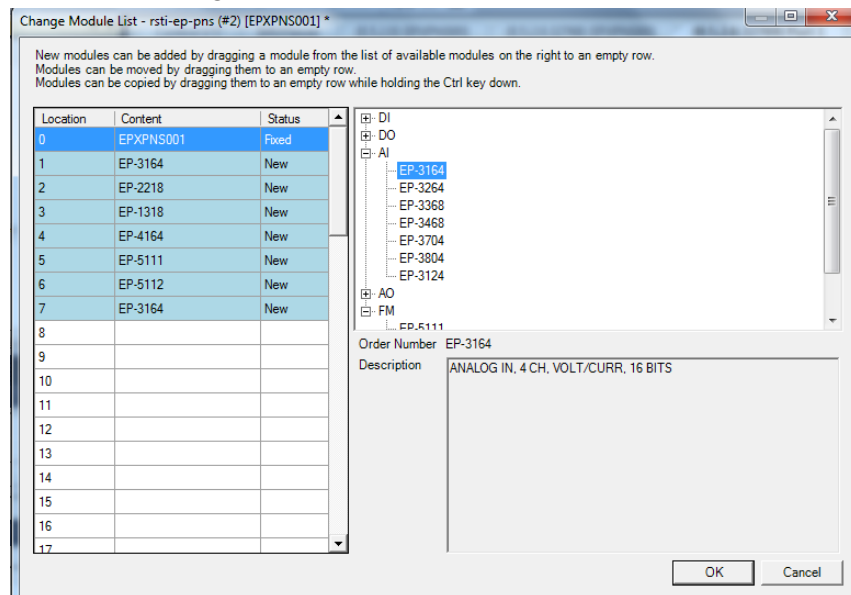 Change Module List - rsti-ep-pns (#2) [EPXPNS001] *
New modules can be added by dragging a module from the list of available modules on the right to an empty row.
Modules can be moved by dragging them to an empty row.
Modules can be copied by dragging them to an empty row while holding the Ctrl key down.
Location Content Status
0 EPXPNS001 Fixed
1 EP-3164 New
2 EP-2218 New
3 EP-1318 New
4 EP-4164 New
5 EP-5111 New
6 EP-5112 New
7 EP-3164 New
8
9
10
11
12
13
14
15
16
17
DI
DO
AI
EP-3164
EP-3264
EP-3368
EP-3468
EP-3704
EP-3804
EP-3124
AO
FM
EP-5111
Order Number EP-3164
Description ANALOG IN, 4 CH, VOLT/CURR, 16 BITS
OK Cancel